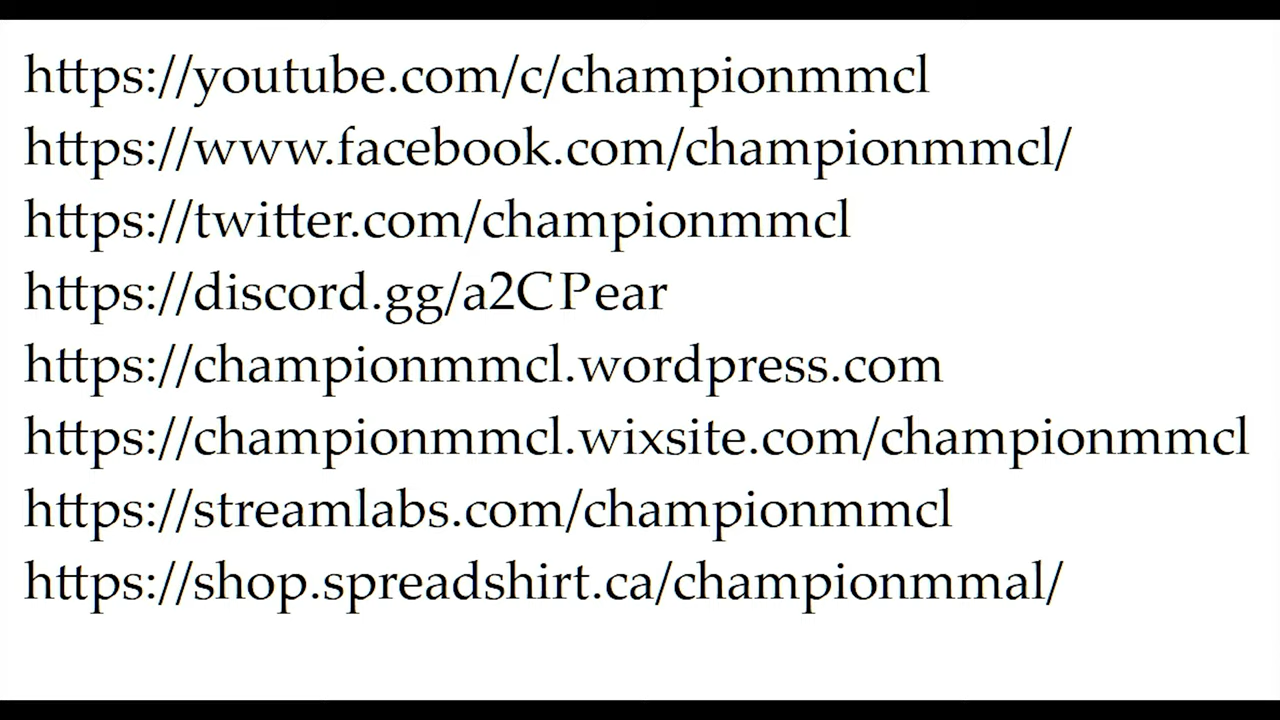 https://youtube.com/c/championmmcl
https://www.facebook.com/championmmcl/
https://twitter.com/championmmcl
https://discord.gg/a2CPear
https://championmmcl.wordpress.com
https://championmmcl.wixsite.com/championmmcl
https://streamlabs.com/championmmcl
https://shop.spreadshirt.ca/championmmal/